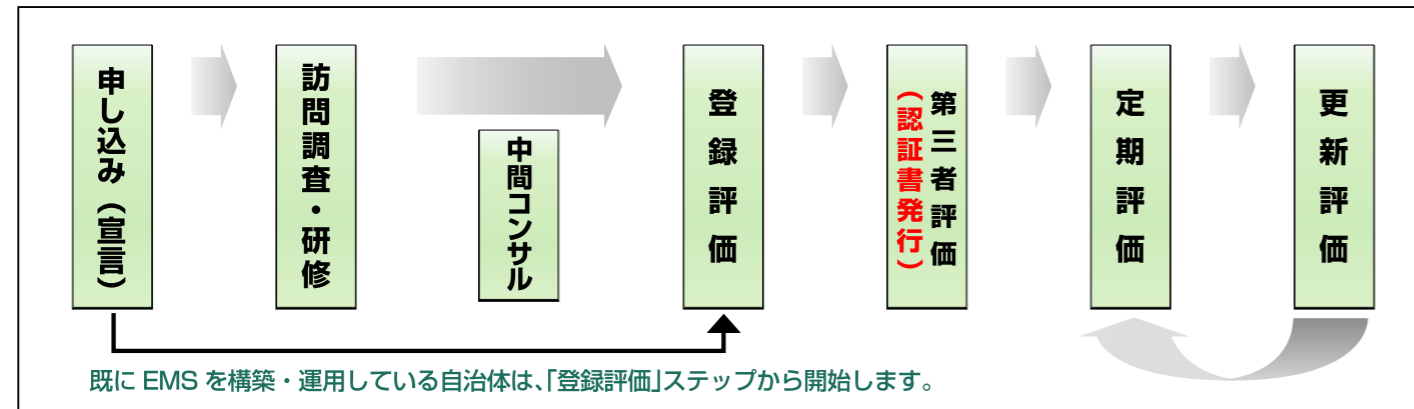 申し込み（宣言）
訪問調査・研修
中間コンサル
登録評価
第三者評価
（認証書発行）
定期評価
更新評価
既に EMS を構築・運用している自治体は、「登録評価」ステップから開始します。